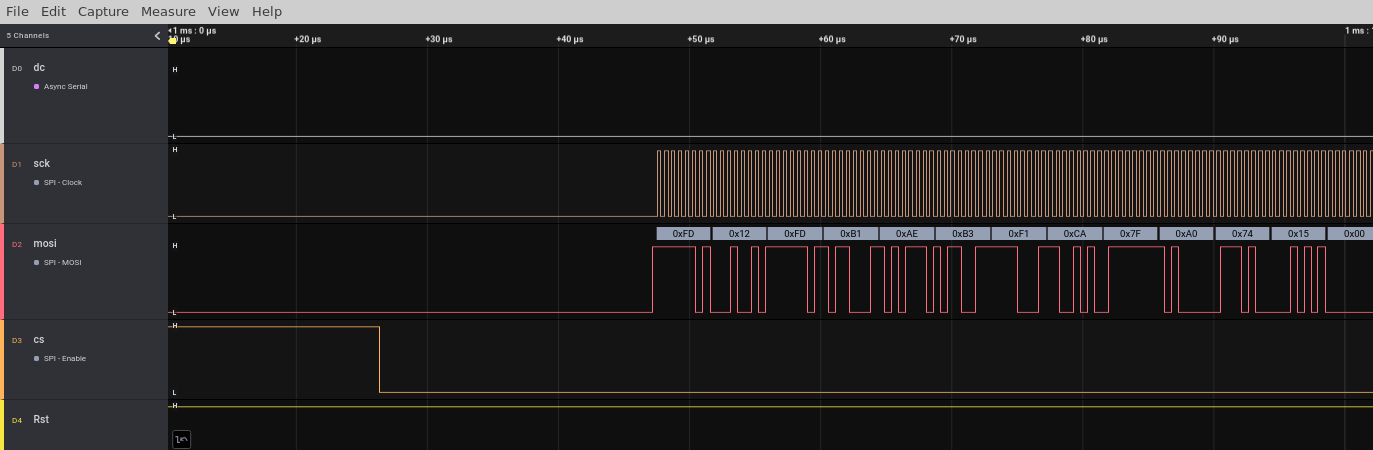 File Edit Capture Measure View Help
5 Channels
1 ms : 0 µs
+20 µs +30 µs +40 µs +50 µs +60 µs +70 µs +80 µs +90 µs 1 ms :
D0 dc H
Async Serial
L
D1 sck H
SPI - Clock
L
0xFD 0x12 0xFD 0xB1 0xAE 0xB3 0xF1 0xCA 0x7F 0xA0 0x74 0x15 0x00
D2 mosi H
SPI - MOSI
L
H
D3 cs
SPI - Enable
L
H
D4 Rst